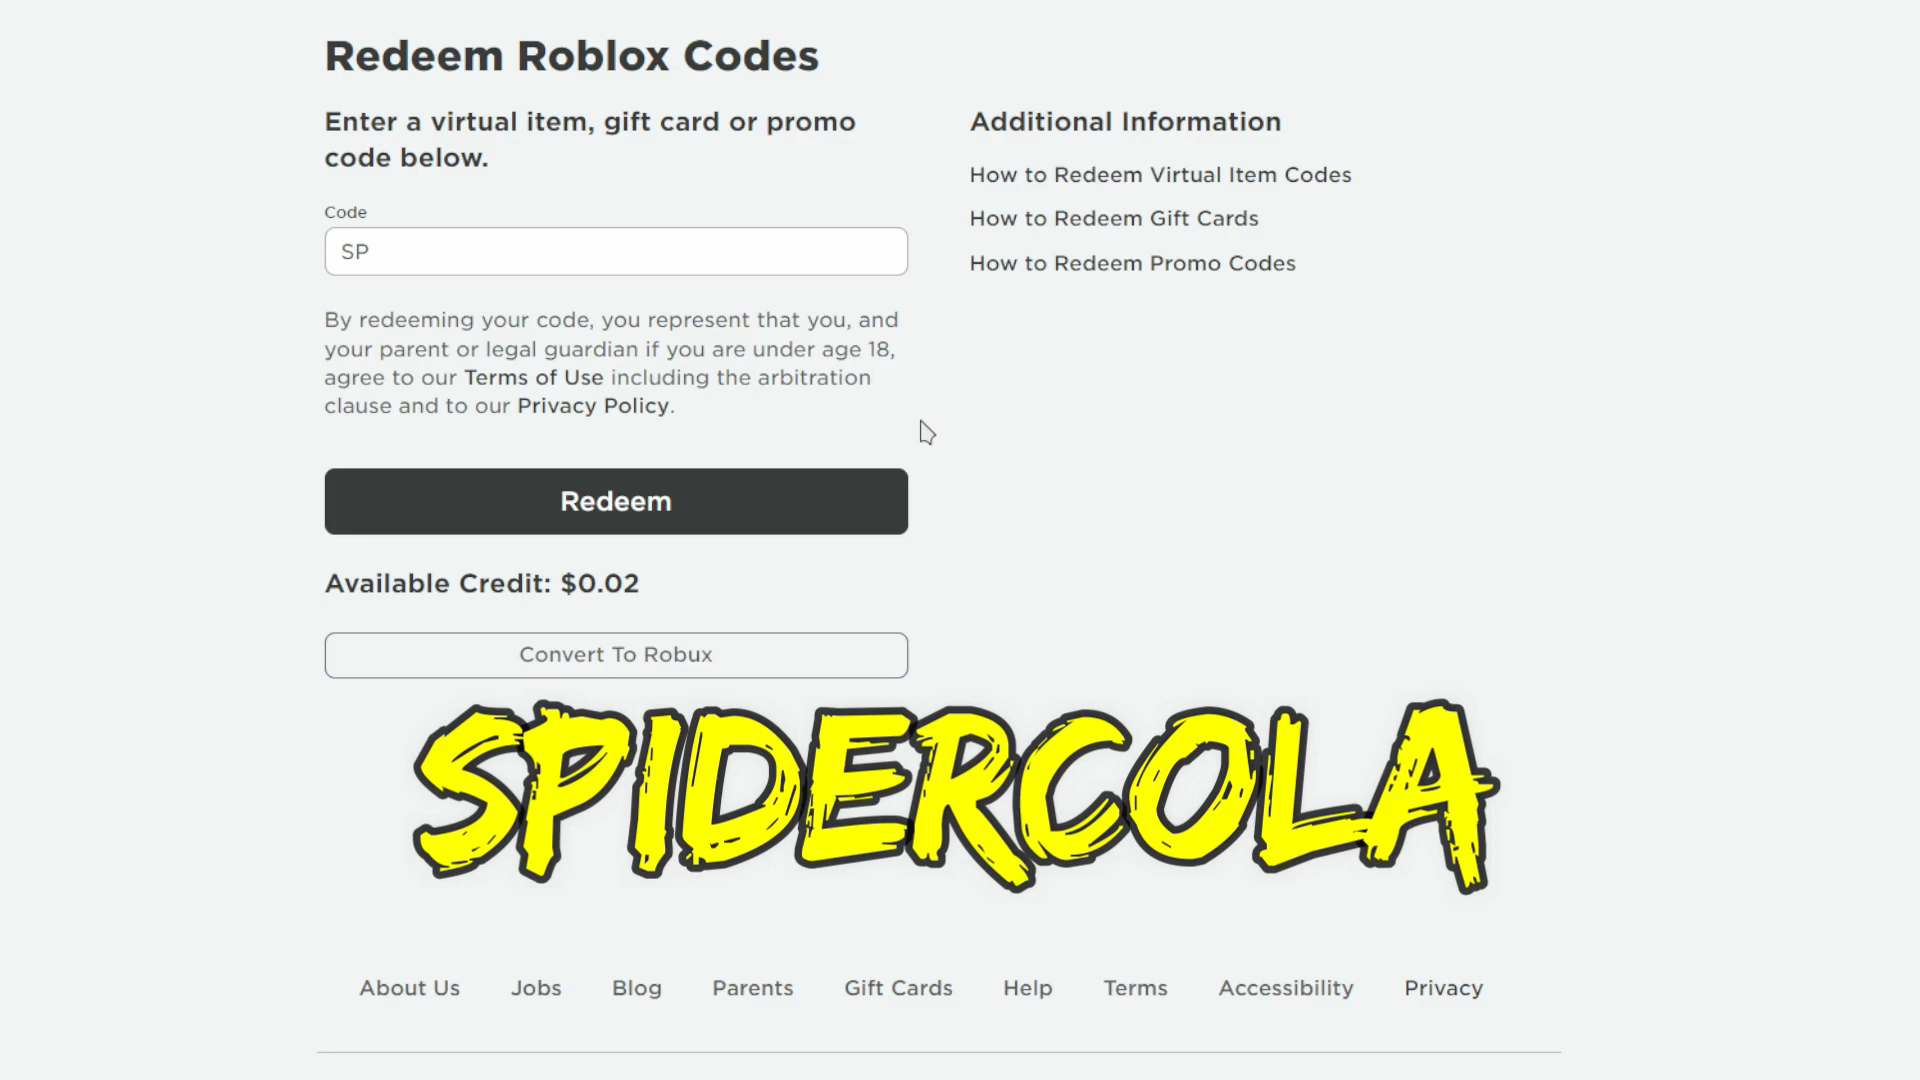 Redeem Roblox Codes
Enter a virtual item, gift card or promo
code below.
Code
SP
By redeeming your code, you represent that you, and
your parent or legal guardian if you are under age 18,
agree to our Terms of Use including the arbitration
clause and to our Privacy Policy.
Redeem
Available Credit: $0.02
Convert To Robux
Additional Information
How to Redeem Virtual Item Codes
How to Redeem Gift Cards
How to Redeem Promo Codes
SPIDERCOLA
About Us Jobs Blog Parents Gift Cards Help Terms Accessibility Privacy